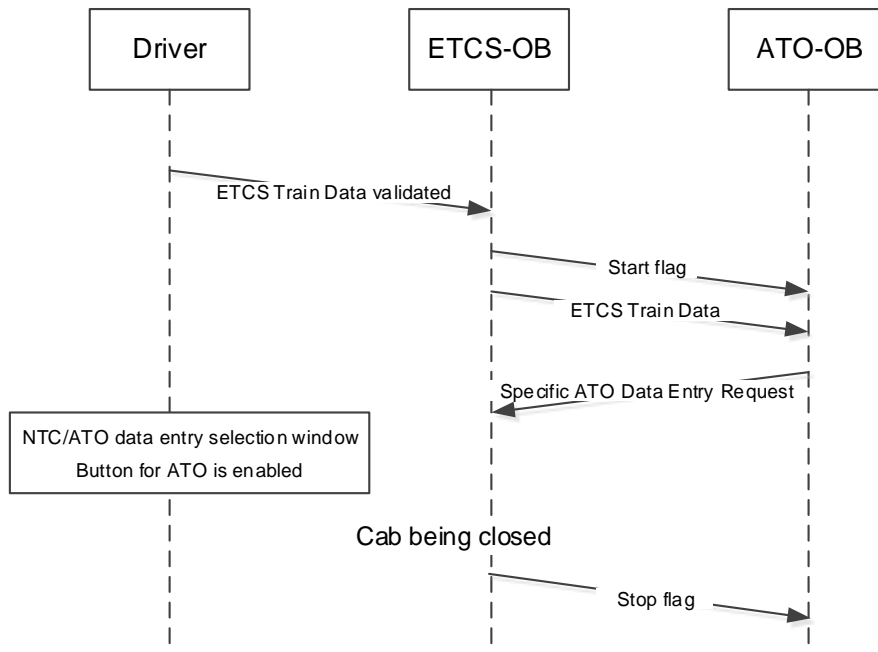 Driver
ETCS-OB
ATO-OB
ETCS Train Data validated
Start flag
ETCS Train Data
Specific ATO Data Entry Request
NTC/ATO data entry selection window
Button for ATO is enabled
Cab being closed
Stop flag